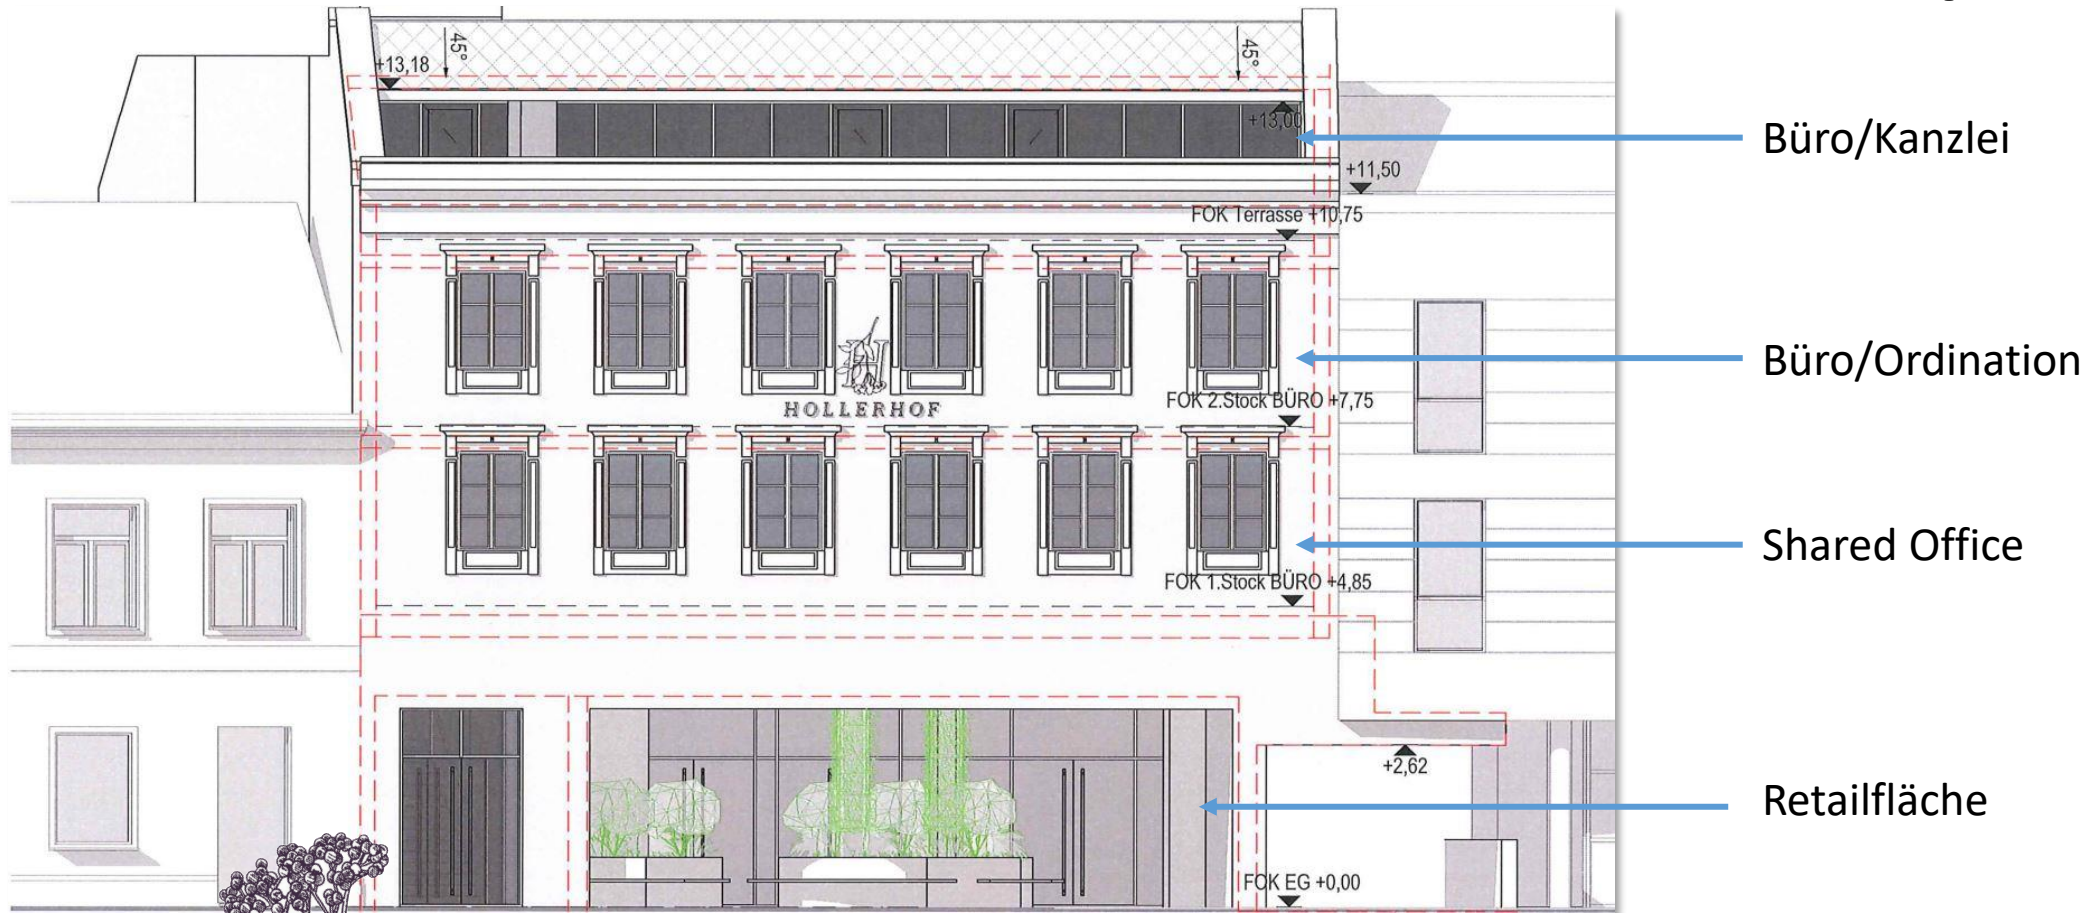 45°
45°
+13,18
+13,00
Büro/Kanzlei
+11,50
FOK Terrasse +10,75
Büro/Ordination
FOK 2.Stock BÜRO +7,75
H
HOLLERHOF
Shared Office
FOK 1.Stock BÜRO +4,85
+2,62
Retailfläche
FOK EG +0,00